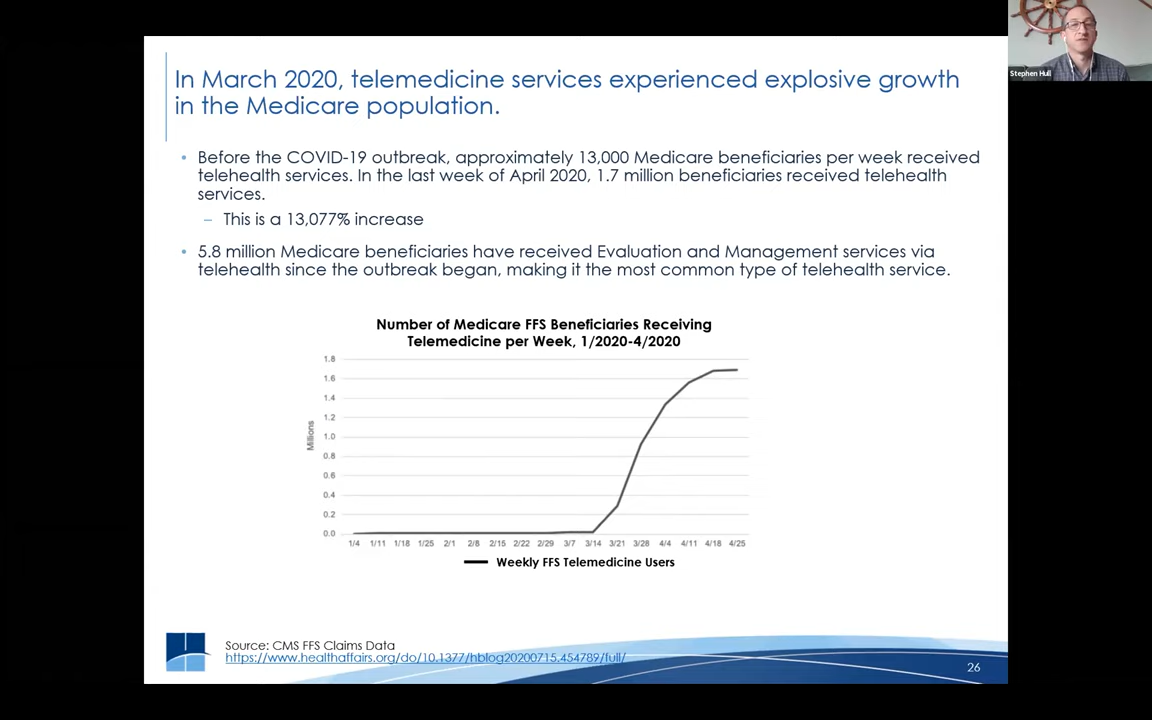 Stephen Hull
In March 2020, telemedicine services experienced explosive growth
in the Medicare population.
• Before the COVID-19 outbreak, approximately 13,000 Medicare beneficiaries per week received
telehealth services. In the last week of April 2020, 1.7 million beneficiaries received telehealth
services.
– This is a 13,077% increase
• 5.8 million Medicare beneficiaries have received Evaluation and Management services via
telehealth since the outbreak began, making it the most common type of telehealth service.
Number of Medicare FFS Beneficiaries Receiving
Telemedicine per Week, 1/2020-4/2020
Millions
1.8
1.6
1.4
1.2
1.0
0.8
0.6
0.4
0.2
0.0
1/4 1/11 1/18 1/25 2/1 2/8 2/15 2/22 2/29 3/7 3/14 3/21 3/28 4/4 4/11 4/18 4/25
Weekly FFS Telemedicine Users
Source: CMS FFS Claims Data
https://www.healthaffairs.org/do/10.1377/hblog20200715.454789/full/
26